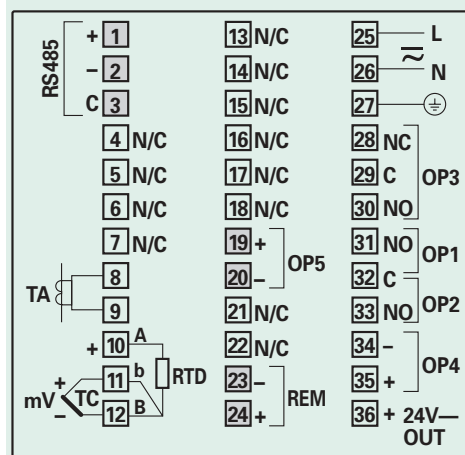 RS485
+ 1
– 2
C 3
4 N/C
5 N/C
6 N/C
7 N/C
TA
8
9
+ 10 A
11 b
12 B
RTD
mV
+
–
TC
13 N/C
14 N/C
15 N/C
16 N/C
17 N/C
18 N/C
19 +
20 –
OP5
21 N/C
22 N/C
23 –
24 +
REM
25 L
26 N
27
28 NC
29 C
30 NO
OP3
31 NO
32 C
33 NO
OP1
OP2
34 –
35 +
OP4
36 + 24V—
OUT